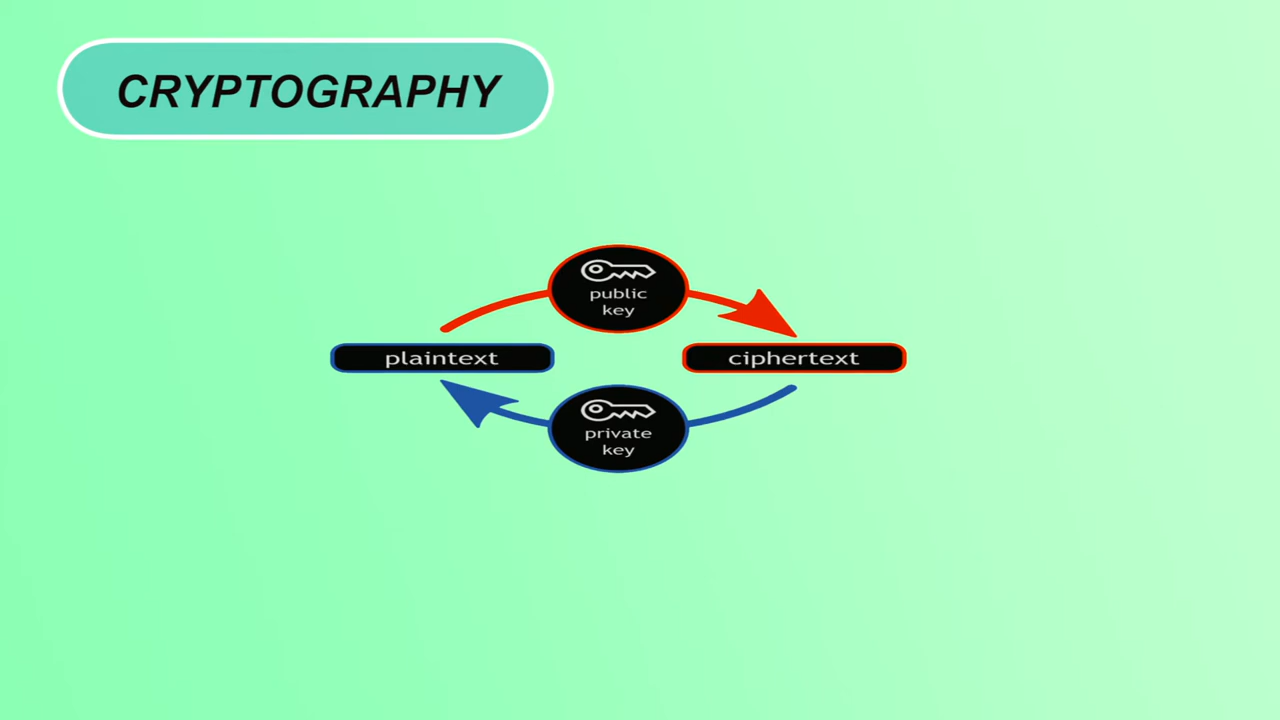 CRYPTOGRAPHY
public
key
plaintext
ciphertext
private
key